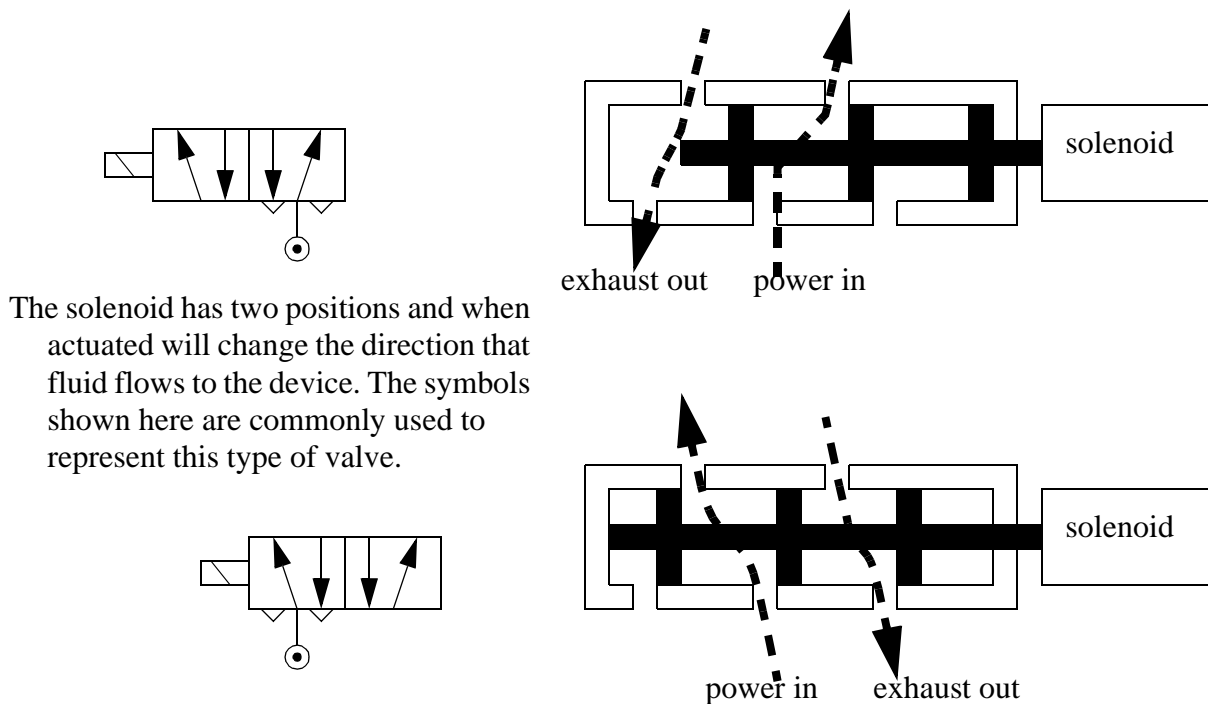 solenoid
exhaust out
power in
The solenoid has two positions and when
actuated will change the direction that
fluid flows to the device. The symbols
shown here are commonly used to
represent this type of valve.
solenoid
power in
exhaust out